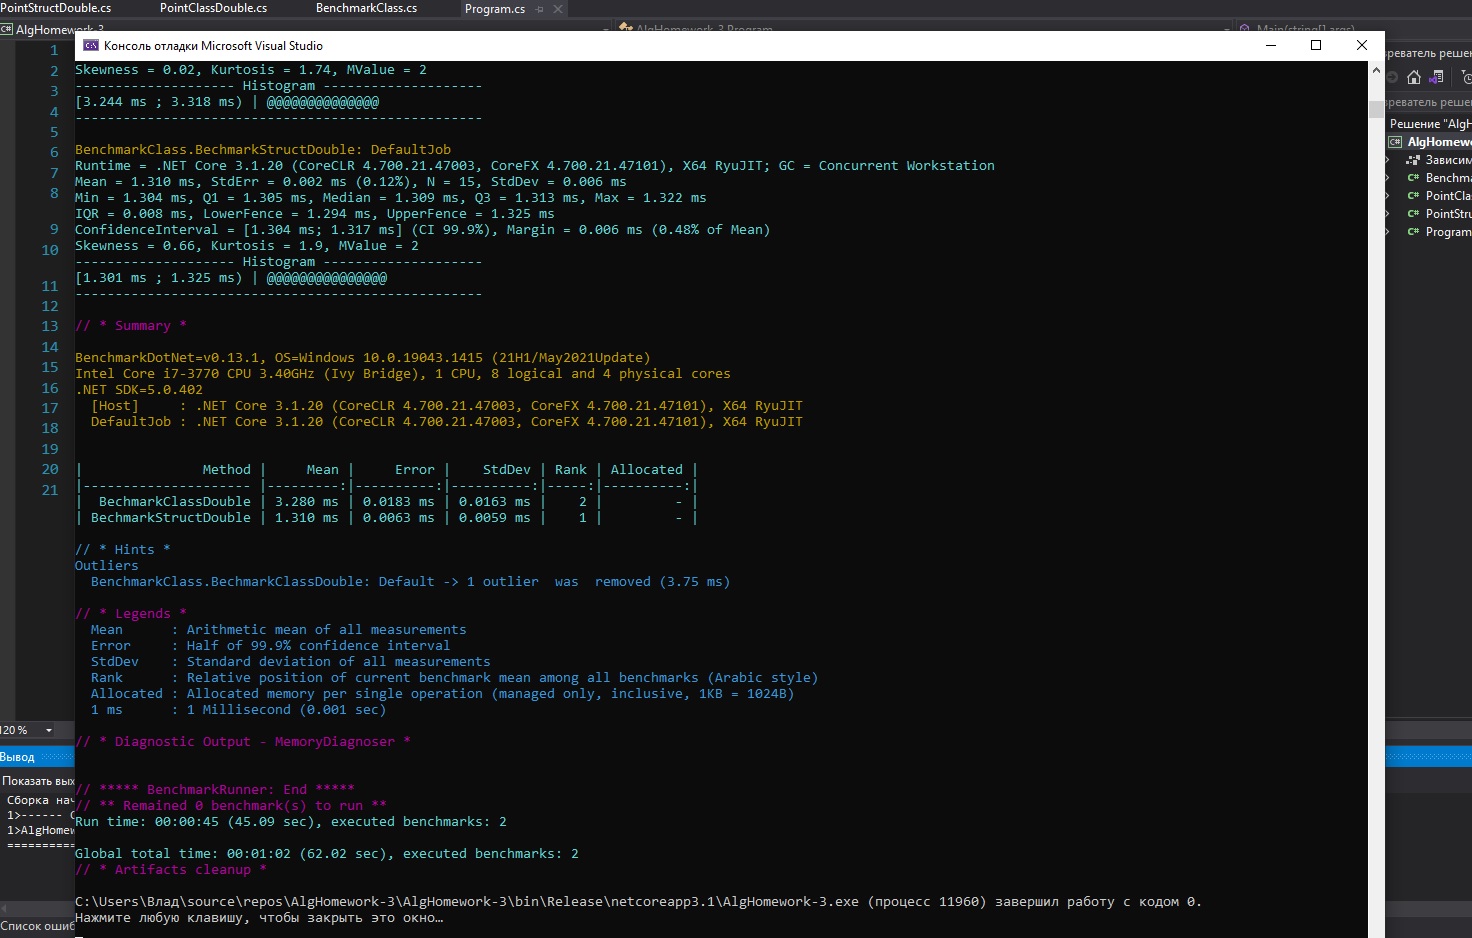 PointStructDouble.cs PointClassDouble.cs BenchmarkClass.cs Program.cs
C# AlgHomework-3 AlgHomework-3.Program Main(string[] args)
Консоль отладки Microsoft Visual Studio
1
2
3
4
5
6
7
8
9
10
11
12
13
14
15
16
17
18
19
20
21
Skewness = 0.02, Kurtosis = 1.74, MValue = 2
-------------------- Histogram --------------------
[3.244 ms ; 3.318 ms) | @@@@@@@@@@@@@@
---------------------------------------------------
BenchmarkClass.BechmarkStructDouble: DefaultJob
Runtime = .NET Core 3.1.20 (CoreCLR 4.700.21.47003, CoreFX 4.700.21.47101), X64 RyuJIT; GC = Concurrent Workstation
Mean = 1.310 ms, StdErr = 0.002 ms (0.12%), N = 15, StdDev = 0.006 ms
Min = 1.304 ms, Q1 = 1.305 ms, Median = 1.309 ms, Q3 = 1.313 ms, Max = 1.322 ms
IQR = 0.008 ms, LowerFence = 1.294 ms, UpperFence = 1.325 ms
ConfidenceInterval = [1.304 ms; 1.317 ms] (CI 99.9%), Margin = 0.006 ms (0.48% of Mean)
Skewness = 0.66, Kurtosis = 1.9, MValue = 2
-------------------- Histogram --------------------
[1.301 ms ; 1.325 ms) | @@@@@@@@@@@@@@@
---------------------------------------------------
// * Summary *
BenchmarkDotNet=v0.13.1, OS=Windows 10.0.19043.1415 (21H1/May2021Update)
Intel Core i7-3770 CPU 3.40GHz (Ivy Bridge), 1 CPU, 8 logical and 4 physical cores
.NET SDK=5.0.402
[Host] : .NET Core 3.1.20 (CoreCLR 4.700.21.47003, CoreFX 4.700.21.47101), X64 RyuJIT
DefaultJob : .NET Core 3.1.20 (CoreCLR 4.700.21.47003, CoreFX 4.700.21.47101), X64 RyuJIT
| Method | Mean | Error | StdDev | Rank | Allocated |
|--------------------- |---------:|----------:|----------:|-----:|----------:|
| BechmarkClassDouble | 3.280 ms | 0.0183 ms | 0.0163 ms | 2 | - |
| BechmarkStructDouble | 1.310 ms | 0.0063 ms | 0.0059 ms | 1 | - |
// * Hints *
Outliers
BenchmarkClass.BechmarkClassDouble: Default -> 1 outlier was removed (3.75 ms)
// * Legends *
Mean : Arithmetic mean of all measurements
Error : Half of 99.9% confidence interval
StdDev : Standard deviation of all measurements
Rank : Relative position of current benchmark mean among all benchmarks (Arabic style)
Allocated : Allocated memory per single operation (managed only, inclusive, 1KB = 1024B)
1 ms : 1 Millisecond (0.001 sec)
// * Diagnostic Output - MemoryDiagnoser *
// ***** BenchmarkRunner: End *****
// ** Remained 0 benchmark(s) to run **
Run time: 00:00:45 (45.09 sec), executed benchmarks: 2
Global total time: 00:01:02 (62.02 sec), executed benchmarks: 2
// * Artifacts cleanup *
C:\Users\Влад\source\repos\AlgHomework-3\AlgHomework-3\bin\Release\netcoreapp3.1\AlgHomework-3.exe (процесс 11960) завершил работу с кодом 0.
Нажмите любую клавишу, чтобы закрыть это окно…
120 %
Вывод
Показать вых
Сборка нач
1>------ С
1>AlgHomew
==========
Список ошиб
реватель решен
реватель реше
Решение "AlgH
C# AlgHomewo
Зависим
C# Benchma
C# PointCla
C# PointStru
C# Program